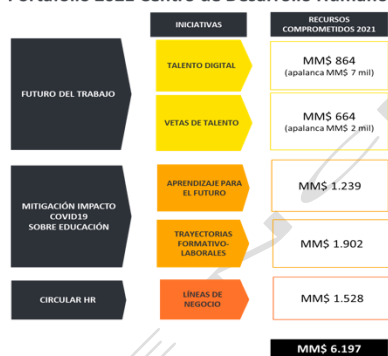 Portafolio 2021 Centro de Desarrollo Humano
INICIATIVAS
RECURSOS
COMPROMETIDOS 2021
FUTURO DEL TRABAJO
TALENTO DIGITAL
MM$ 864
(apalanca MM$ 7 mil)
VETAS DE TALENTO
MM$ 664
(apalanca MM$ 2 mil)
MITIGACIÓN IMPACTO
COVID19
SOBRE EDUCACIÓN
APRENDIZAJE PARA
EL FUTURO
MM$ 1.239
TRAYECTORIAS
FORMATIVO-
LABORALES
MM$ 1.902
CIRCULAR HR
LÍNEAS DE
NEGOCIO
MM$ 1.528
MM$ 6.197